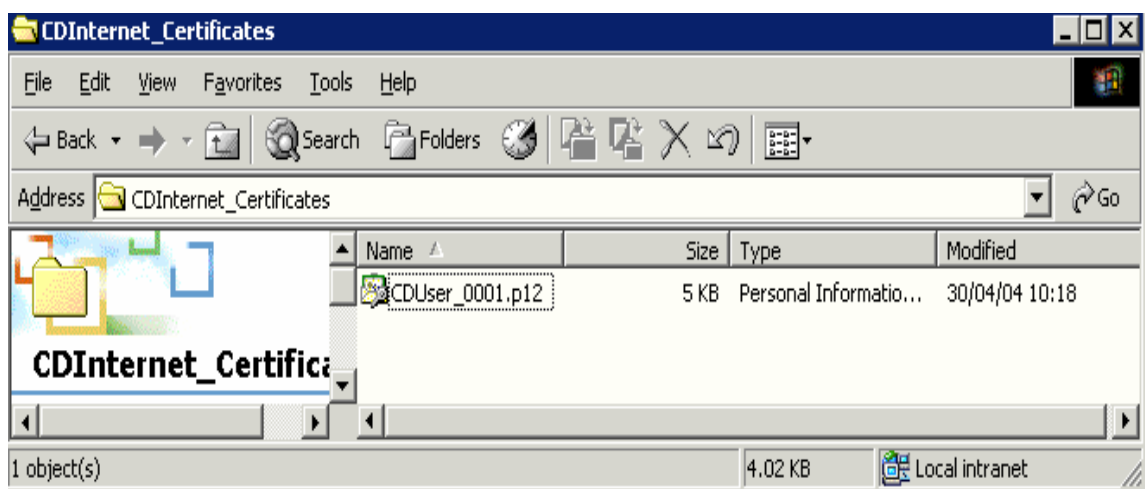 CDInternet_Certificates
File Edit View Favorites Tools Help
Back Search Folders
Address CDInternet_Certificates Go
Name Size Type Modified
CDUser_0001.p12 5 KB Personal Informatio... 30/04/04 10:18
CDInternet_Certifica
1 object(s) 4.02 KB Local intranet